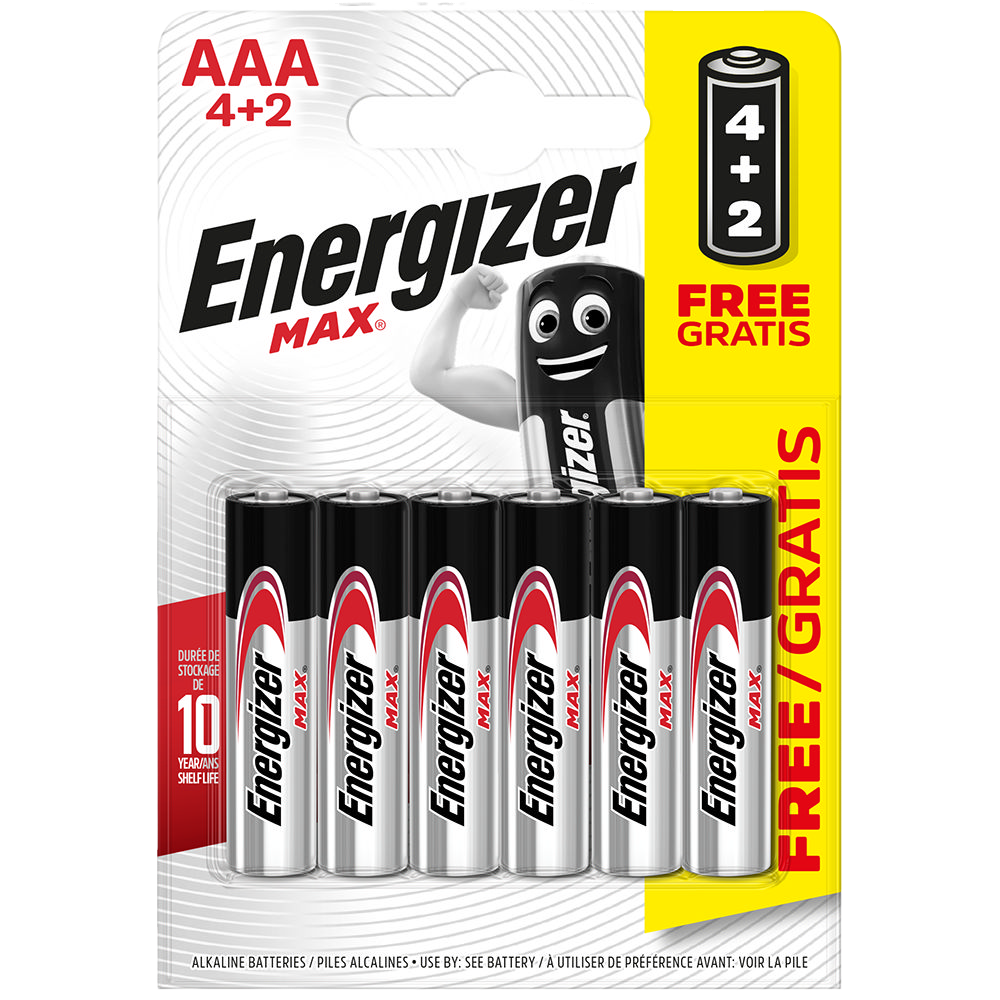 AAA
4+2
Energizer
MAX®
4
+
2
FREE
GRATIS
Energizer®
FREE/GRATIS
DURÉE DE
STOCKAGE
DE
10
YEAR/ANS
SHELF LIFE
Energizer
MAX®
Energizer
MAX®
Energizer
MAX®
Energizer
MAX®
Energizer
MAX®
Energizer
MAX®
ALKALINE BATTERIES / PILES ALCALINES • USE BY: SEE BATTERY / À UTILISER DE PRÉFÉRENCE AVANT: VOIR LA PILE